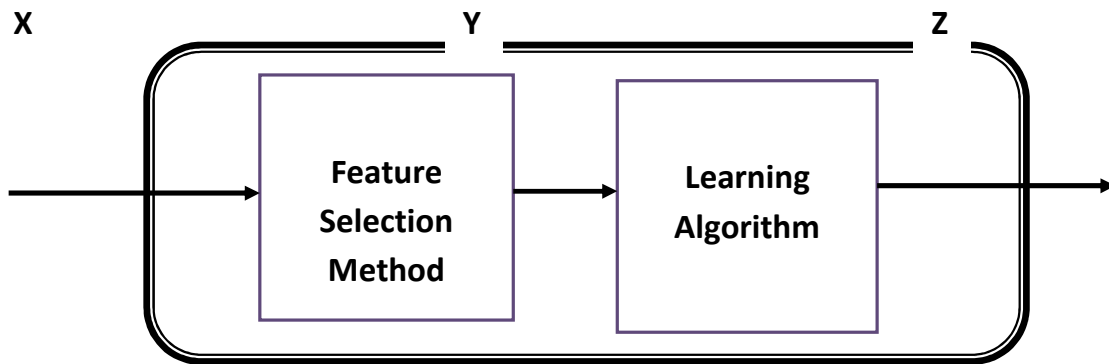 X
Y
Z
Feature
Selection
Method
Learning
Algorithm